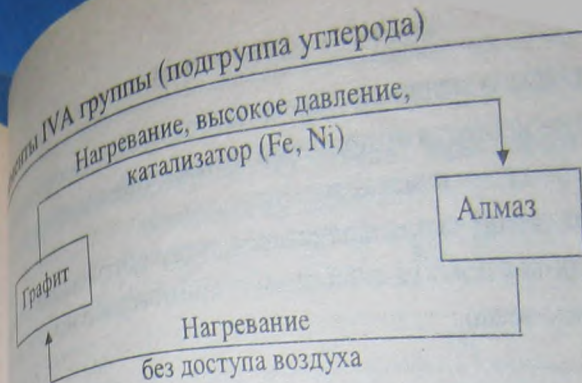 IVA группы (подгруппа углерода)
Нагревание, высокое давление,
катализатор (Fe, Ni)
Алмаз
Графит
Нагревание
без доступа воздуха